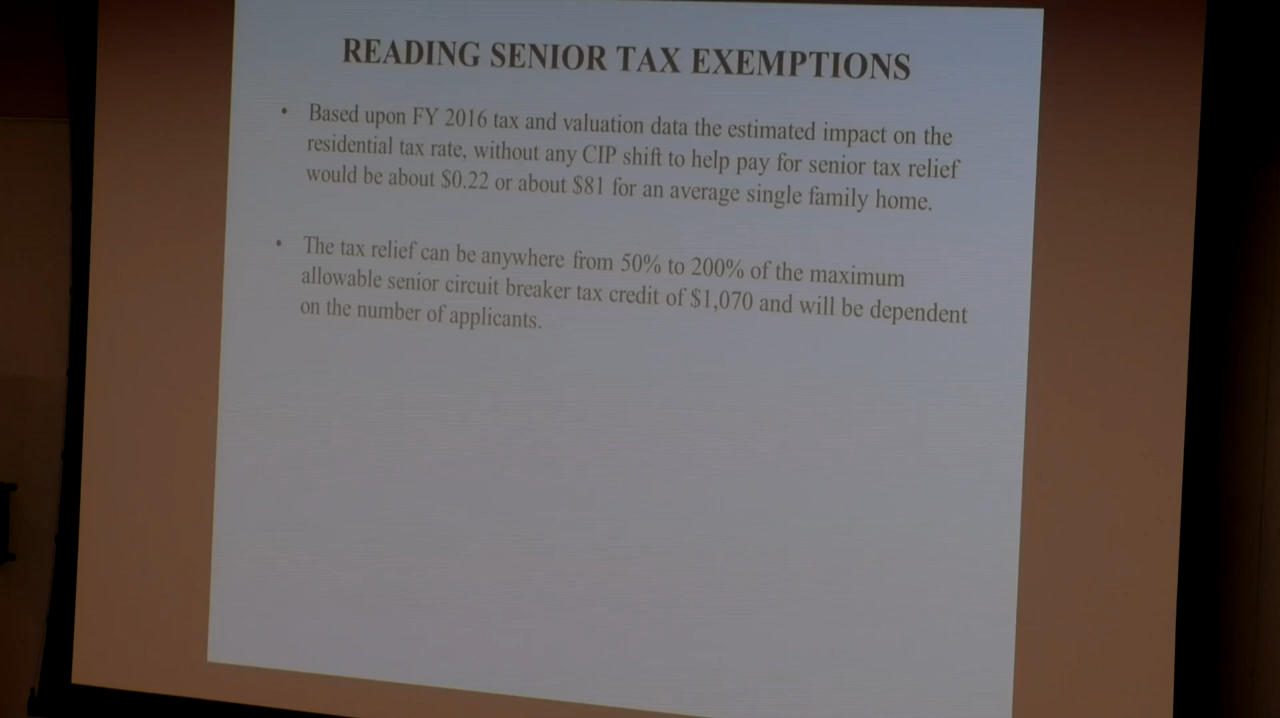 READING SENIOR TAX EXEMPTIONS
• Based upon FY 2016 tax and valuation data the estimated impact on the
residential tax rate, without any CIP shift to help pay for senior tax relief
would be about $0.22 or about $81 for an average single family home.
• The tax relief can be anywhere from 50% to 200% of the maximum
allowable senior circuit breaker tax credit of $1,070 and will be dependent
on the number of applicants.